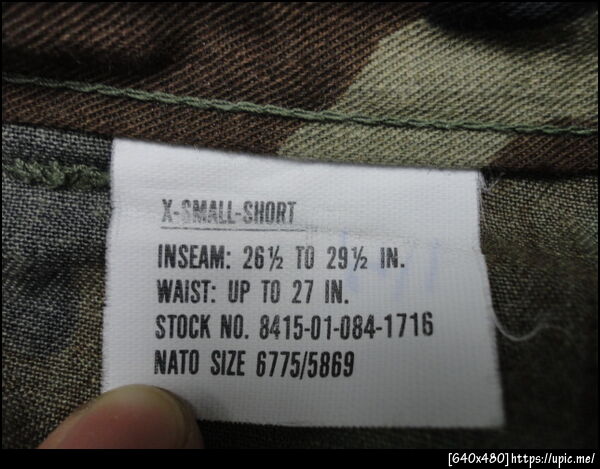 X-SMALL-SHORT
INSEAM: 26½ TO 29½ IN.
WAIST: UP TO 27 IN.
STOCK NO. 8415-01-084-1716
NATO SIZE 6775/5869
[640x480]https://upic.me/